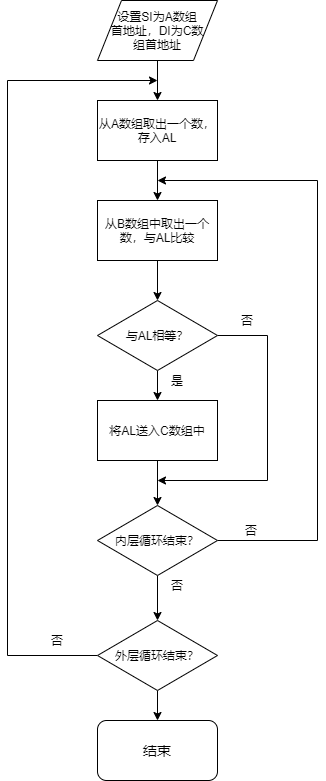 设置SI为A数组
首地址，DI为C数
组首地址
从A数组取出一个数，
存入AL
从B数组中取出一个
数，与AL比较
与AL相等？
否
是
将AL送入C数组中
内层循环结束？
否
否
外层循环结束？
否
结束